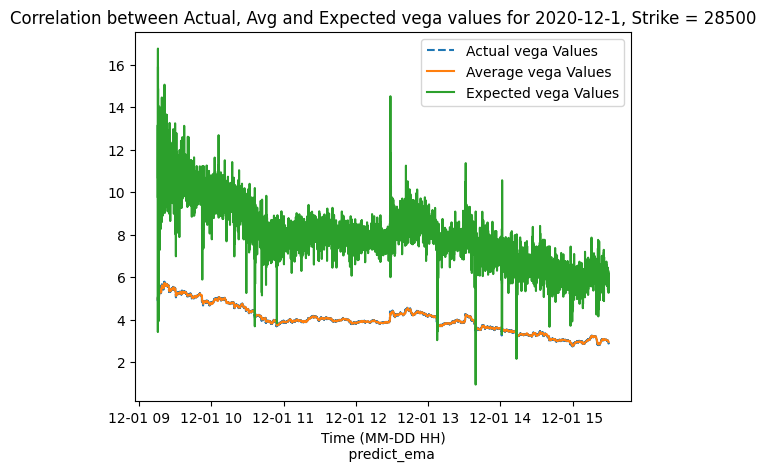 Correlation between Actual, Avg and Expected vega values for 2020-12-1, Strike = 28500
Actual vega Values
Average vega Values
Expected vega Values
16
14
12
10
8
6
4
2
12-01 09 12-01 10 12-01 11 12-01 12 12-01 13 12-01 14 12-01 15
Time (MM-DD HH)
predict_ema